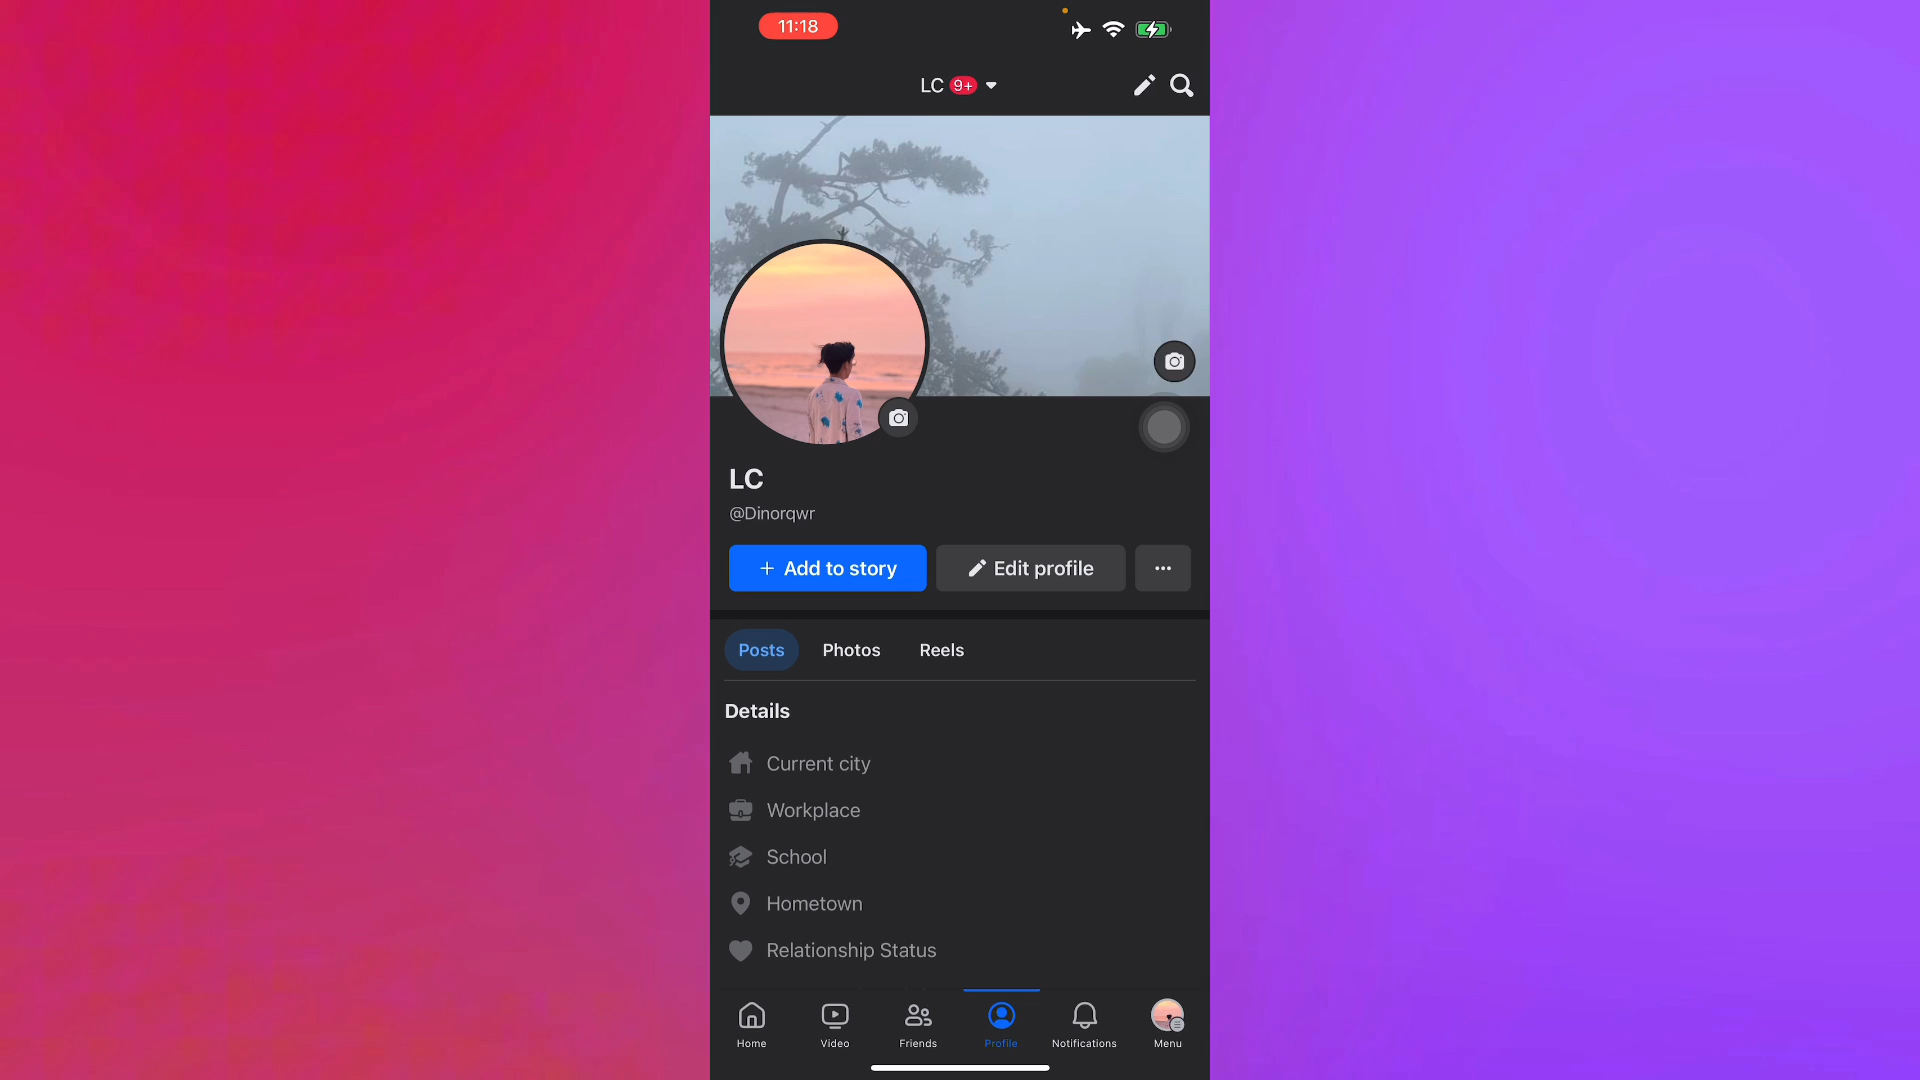 11:18
LC 9+
LC
@Dinorqwr
+ Add to story
Edit profile
Posts Photos Reels
Details
Current city
Workplace
School
Hometown
Relationship Status
Home Video Friends Profile Notifications Menu